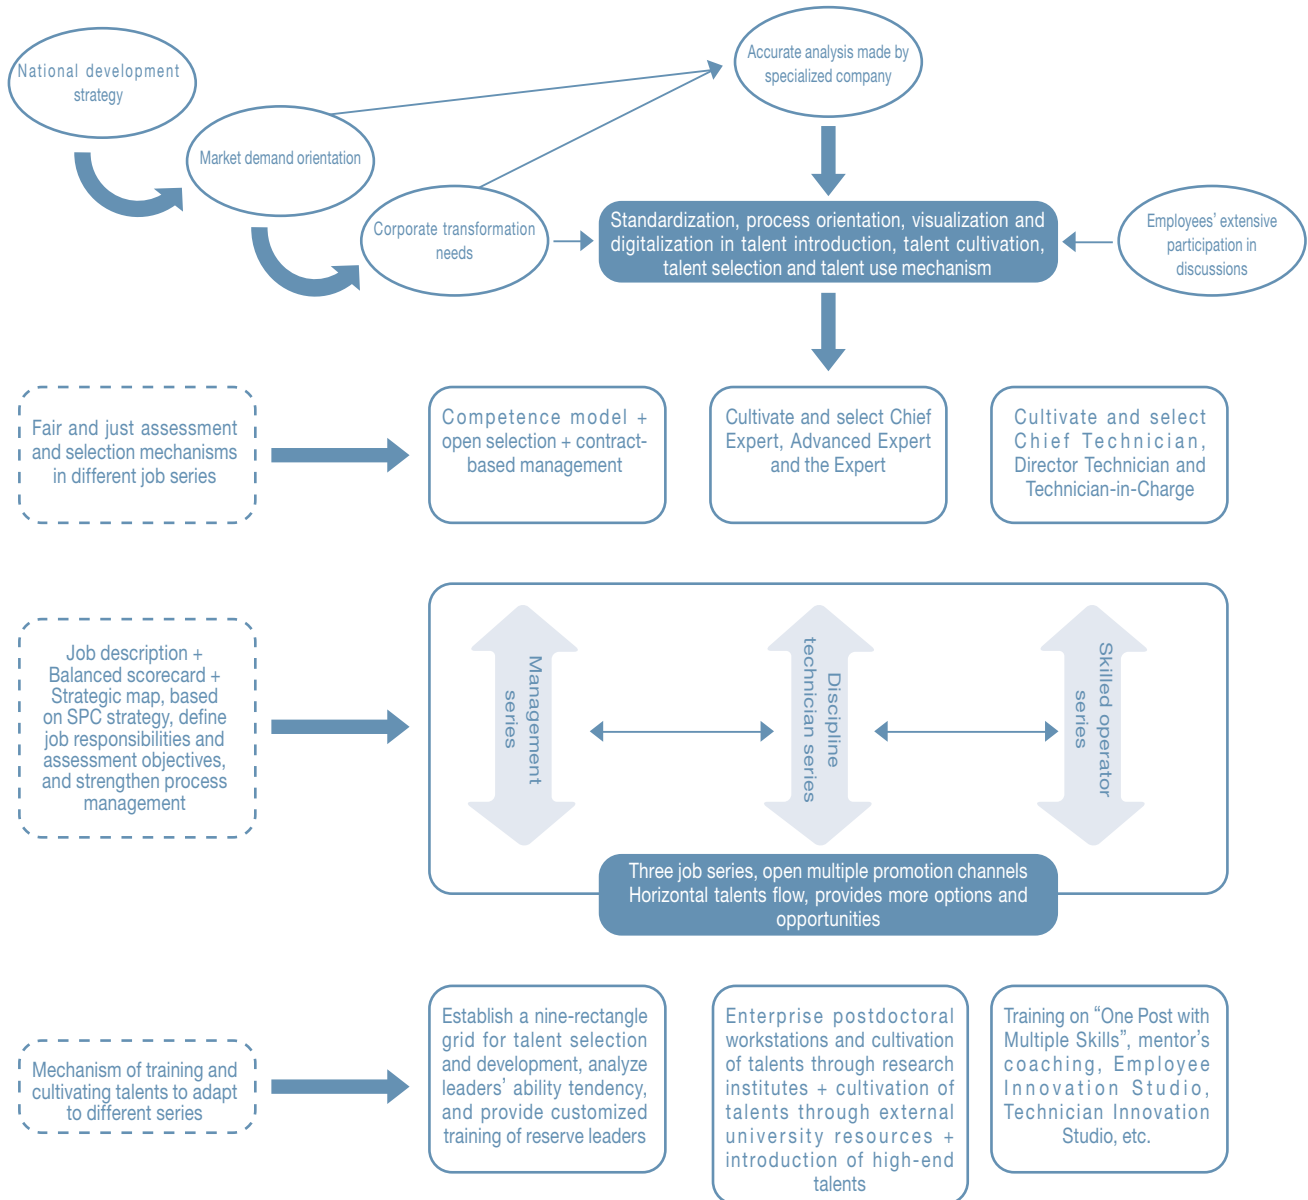 National development
strategy
Market demand orientation
Corporate transformation
needs
Accurate analysis made by
specialized company
Standardization, process orientation, visualization and
digitalization in talent introduction, talent cultivation,
talent selection and talent use mechanism
Employees’ extensive
participation in
discussions
Fair and just assessment
and selection mechanisms
in different job series
Competence model +
open selection + contract-
based management
Cultivate and select Chief
Expert, Advanced Expert
and the Expert
Cultivate and select
Chief Technician,
Director Technician and
Technician-in-Charge
Job description +
Balanced scorecard +
Strategic map, based
on SPC strategy, define
job responsibilities and
assessment objectives,
and strengthen process
management
Management
series
Discipline
technician series
Skilled operator
series
Three job series, open multiple promotion channels
Horizontal talents flow, provides more options and
opportunities
Mechanism of training and
cultivating talents to adapt
to different series
Establish a nine-rectangle
grid for talent selection
and development, analyze
leaders’ ability tendency,
and provide customized
training of reserve leaders
Enterprise postdoctoral
workstations and cultivation
of talents through research
institutes + cultivation of
talents through external
university resources +
introduction of high-end
talents
Training on “One Post with
Multiple Skills”, mentor’s
coaching, Employee
Innovation Studio,
Technician Innovation
Studio, etc.